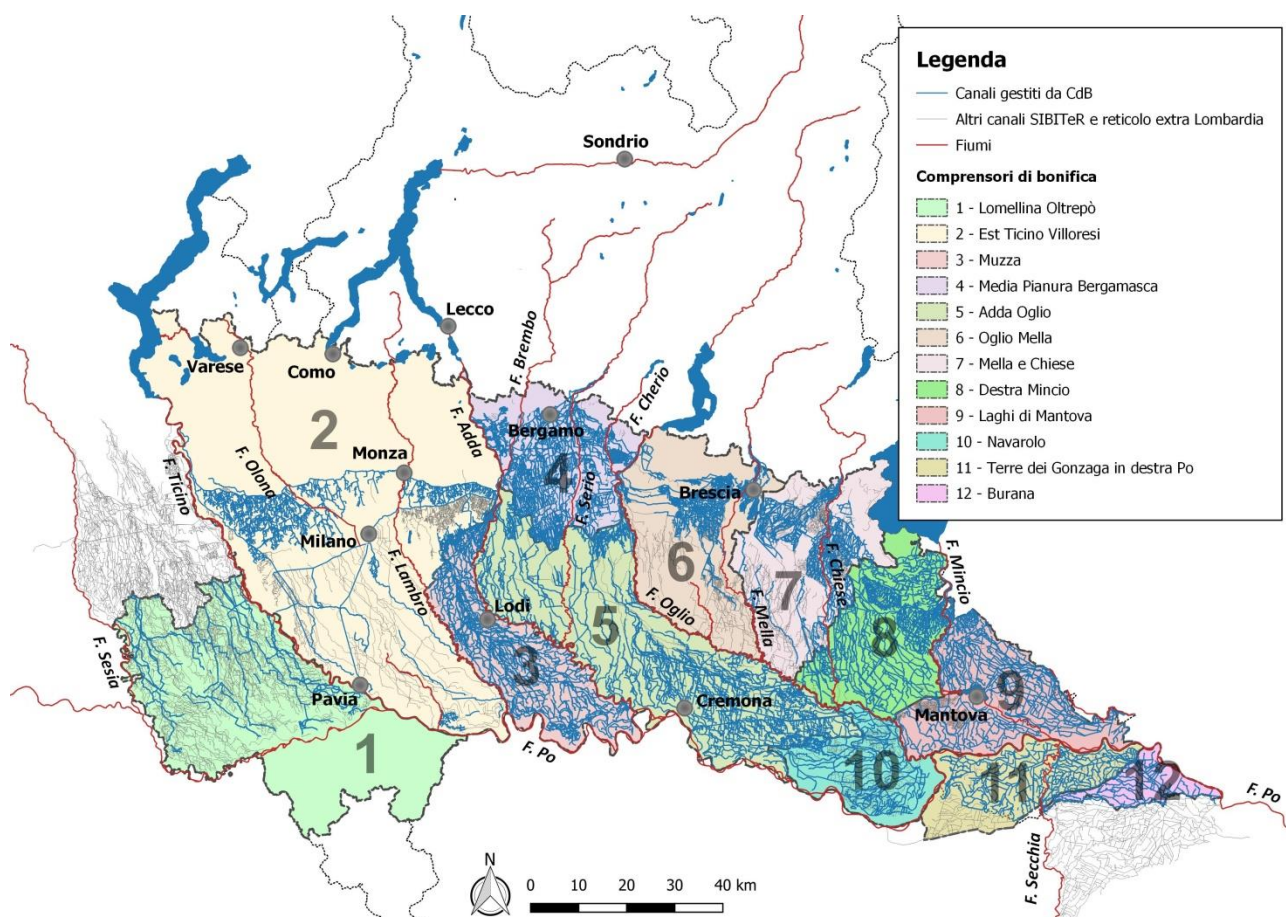 Legenda
Canali gestiti da CdB
Altri canali SIBITeR e reticolo extra Lombardia
Fiumi
Comprensori di bonifica
1 - Lomellina Oltrepò
2 - Est Ticino Villoresi
3 - Muzza
4 - Media Pianura Bergamasca
5 - Adda Oglio
6 - Oglio Mella
7 - Mella e Chiese
8 - Destra Mincio
9 - Laghi di Mantova
10 - Navarolo
11 - Terre dei Gonzaga in destra Po
12 - Burana
Sondrio
Lecco
Varese
Como
F. Brembo
F. Cherio
F. Adda
Bergamo
2
Monza
4
F. Ticino
F. Olona
F. Serio
Brescia
Milano
F. Lambro
6
F. Chiese
F. Mincio
7
F. Oglio
F. Mella
Lodi
5
8
F. Sesia
3
Pavia
Cremona
9
Mantova
1
F. Po
10
11
12
F. Po
F. Secchia
N
0 10 20 30 40 km